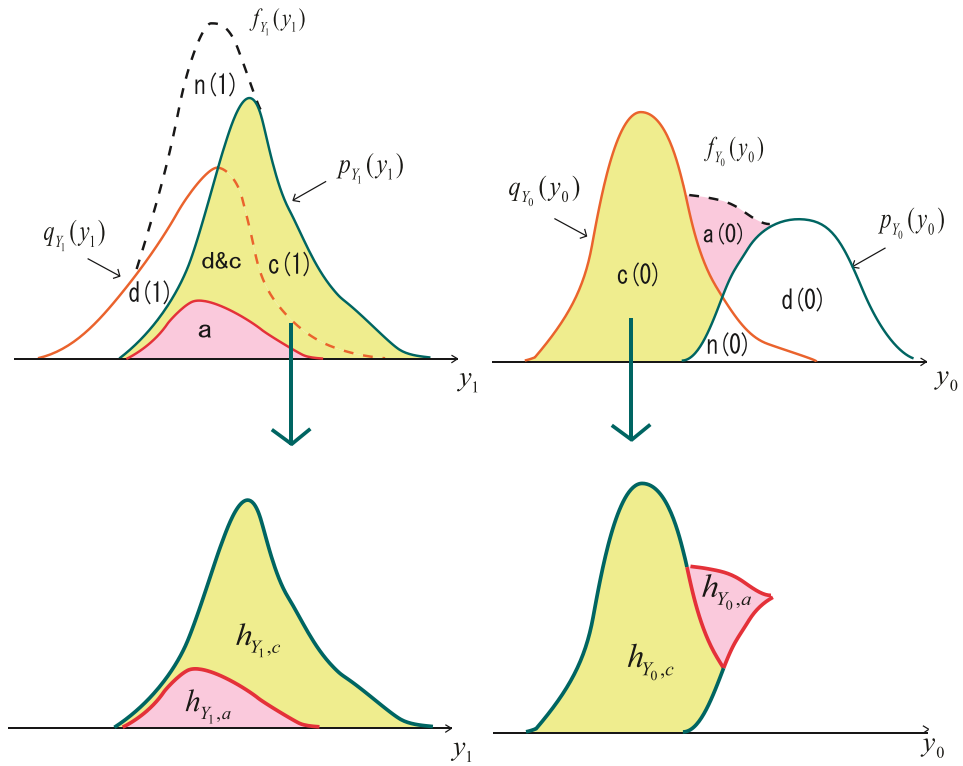 f_{Y_1}(y_1)
n(1)
p_{Y_1}(y_1)
q_{Y_1}(y_1)
d(1)
d&c
c(1)
a
y_1
f_{Y_0}(y_0)
q_{Y_0}(y_0)
a(0)
p_{Y_0}(y_0)
c(0)
d(0)
n(0)
y_0
h_{Y_1,c}
h_{Y_1,a}
y_1
h_{Y_0,a}
h_{Y_0,c}
y_0